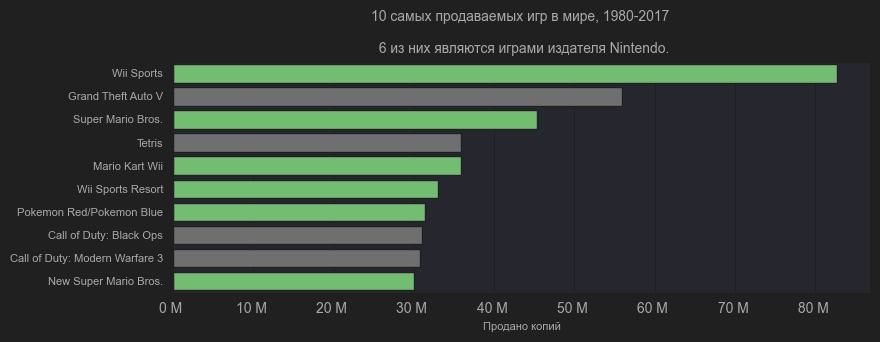 10 самых продаваемых игр в мире, 1980-2017
6 из них являются играми издателя Nintendo.
Wii Sports
Grand Theft Auto V
Super Mario Bros.
Tetris
Mario Kart Wii
Wii Sports Resort
Pokemon Red/Pokemon Blue
Call of Duty: Black Ops
Call of Duty: Modern Warfare 3
New Super Mario Bros.
0 M 10 M 20 M 30 M 40 M 50 M 60 M 70 M 80 M
Продано копий